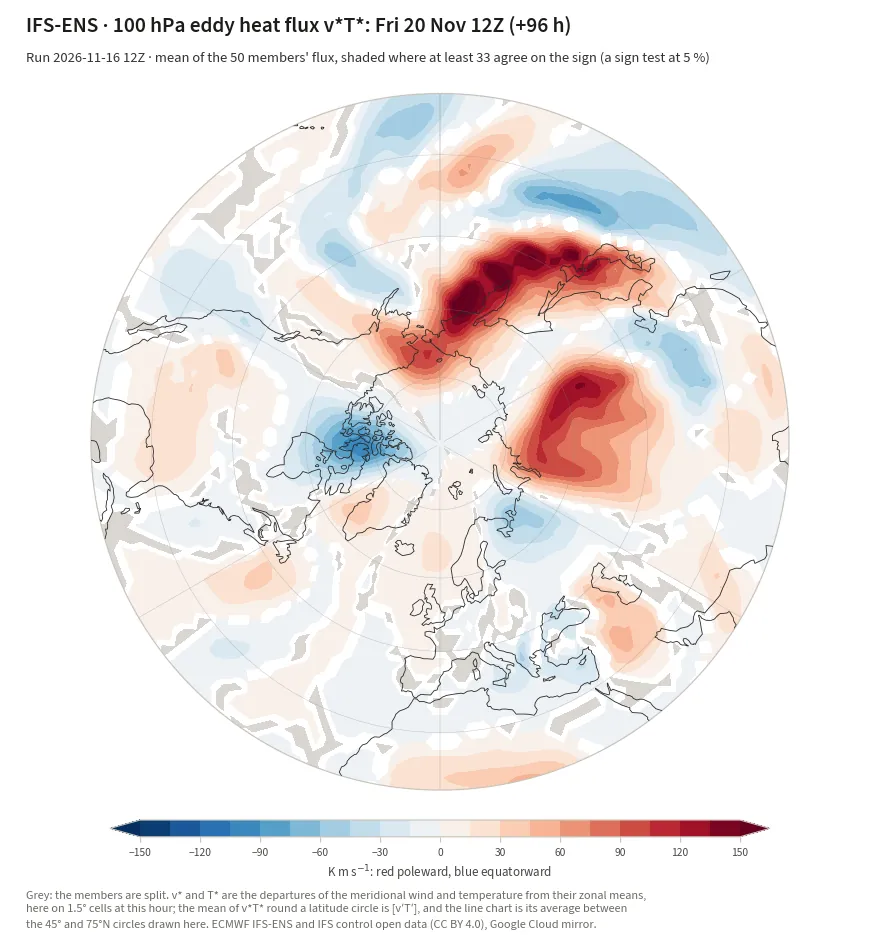 IFS-ENS · 100 hPa eddy heat flux v*T*: Fri 20 Nov 12Z (+96 h)
Run 2026-11-16 12Z · mean of the 50 members' flux, shaded where at least 33 agree on the sign (a sign test at 5 %)
−150 −120 −90 −60 −30 0 30 60 90 120 150
K m s⁻¹: red poleward, blue equatorward
Grey: the members are split. v* and T* are the departures of the meridional wind and temperature from their zonal means,
here on 1.5° cells at this hour; the mean of v*T* round a latitude circle is [v'T'], and the line chart is its average between
the 45° and 75°N circles drawn here. ECMWF IFS-ENS and IFS control open data (CC BY 4.0), Google Cloud mirror.